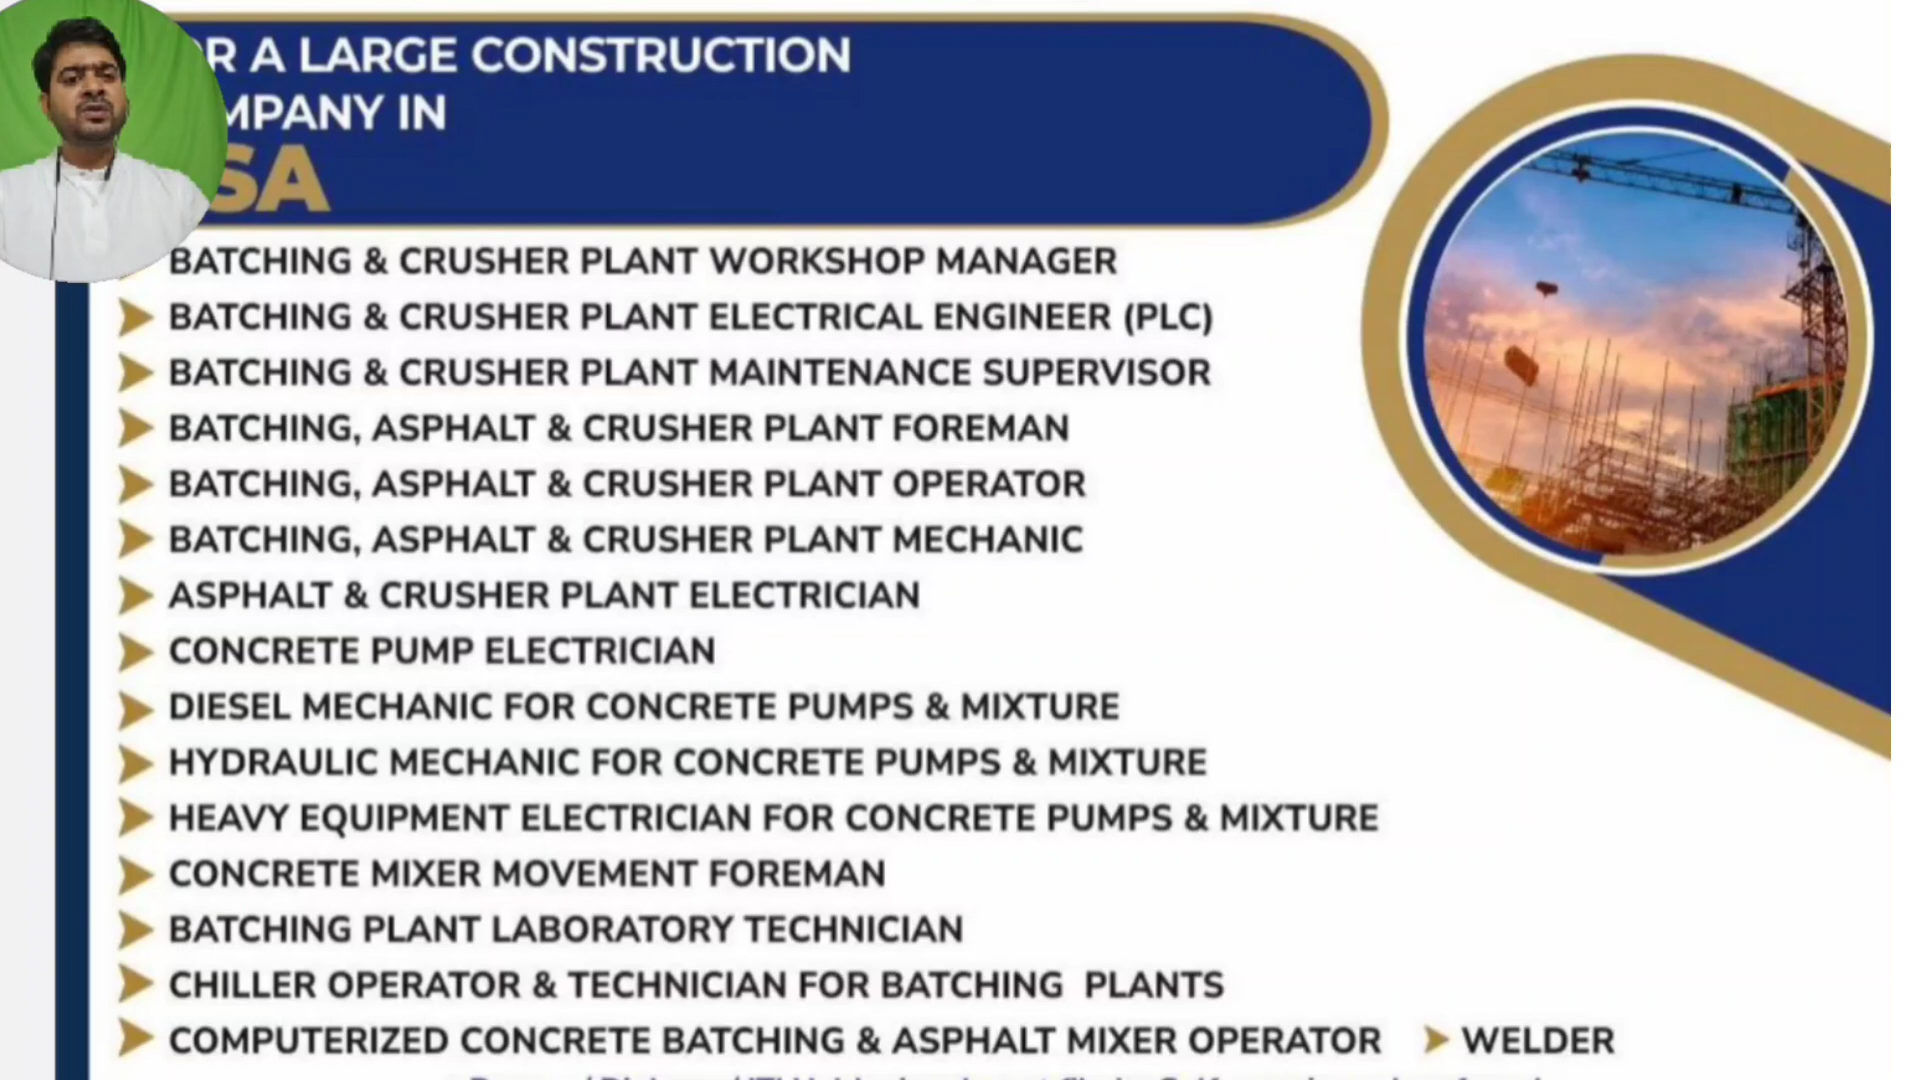 R A LARGE CONSTRUCTION
MPANY IN
SA
BATCHING & CRUSHER PLANT WORKSHOP MANAGER
BATCHING & CRUSHER PLANT ELECTRICAL ENGINEER (PLC)
BATCHING & CRUSHER PLANT MAINTENANCE SUPERVISOR
BATCHING, ASPHALT & CRUSHER PLANT FOREMAN
BATCHING, ASPHALT & CRUSHER PLANT OPERATOR
BATCHING, ASPHALT & CRUSHER PLANT MECHANIC
ASPHALT & CRUSHER PLANT ELECTRICIAN
CONCRETE PUMP ELECTRICIAN
DIESEL MECHANIC FOR CONCRETE PUMPS & MIXTURE
HYDRAULIC MECHANIC FOR CONCRETE PUMPS & MIXTURE
HEAVY EQUIPMENT ELECTRICIAN FOR CONCRETE PUMPS & MIXTURE
CONCRETE MIXER MOVEMENT FOREMAN
BATCHING PLANT LABORATORY TECHNICIAN
CHILLER OPERATOR & TECHNICIAN FOR BATCHING PLANTS
COMPUTERIZED CONCRETE BATCHING & ASPHALT MIXER OPERATOR WELDER